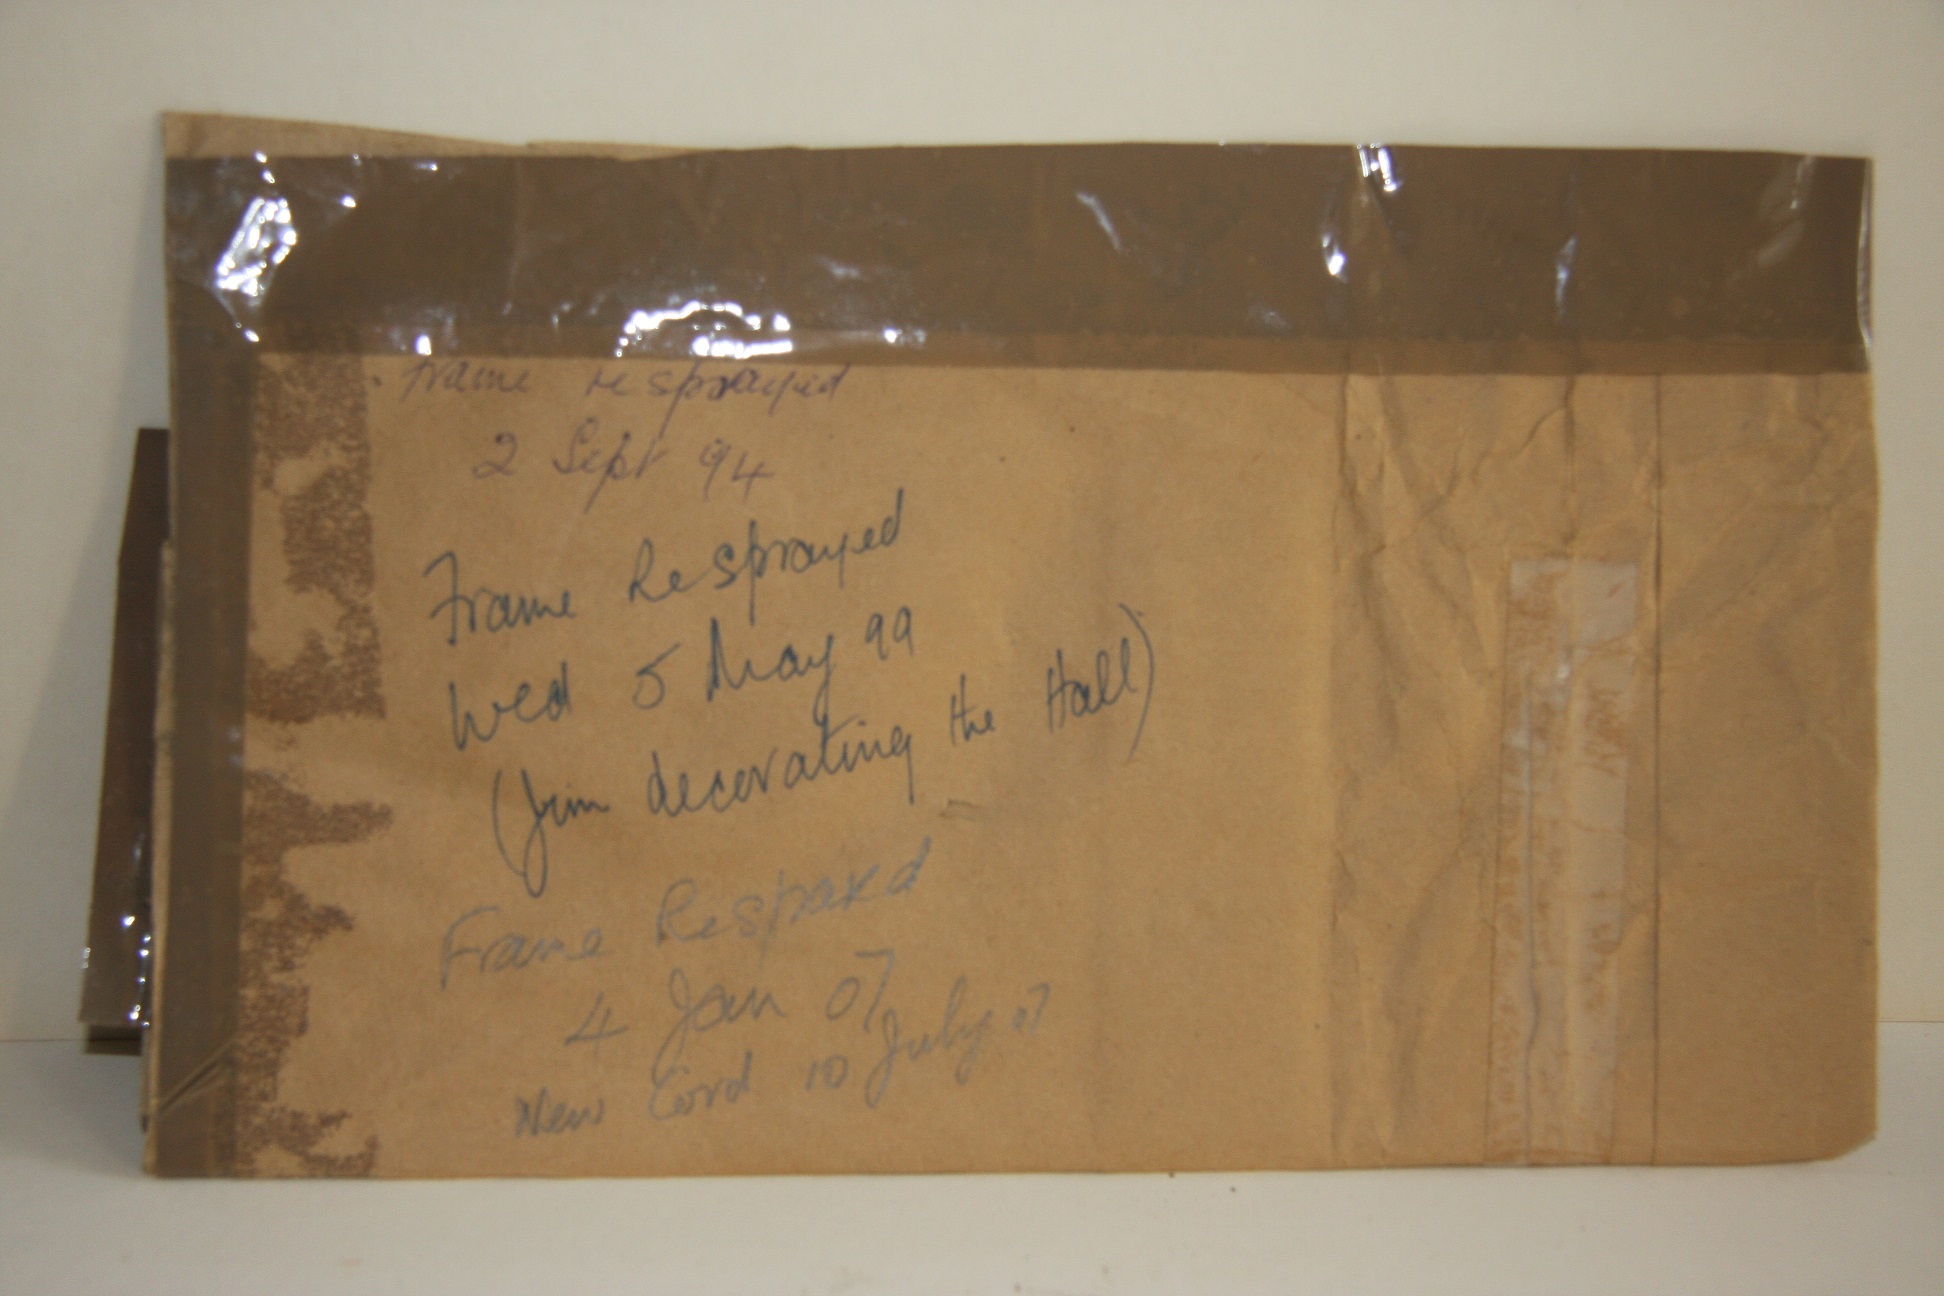 Frame resprayed
2 Sept 94
Frame Resprayed
Wed 5 May 99
(Jim decorating the Hall)
Frame Resprayed
4 Jan 07
New Cord 10 July 07